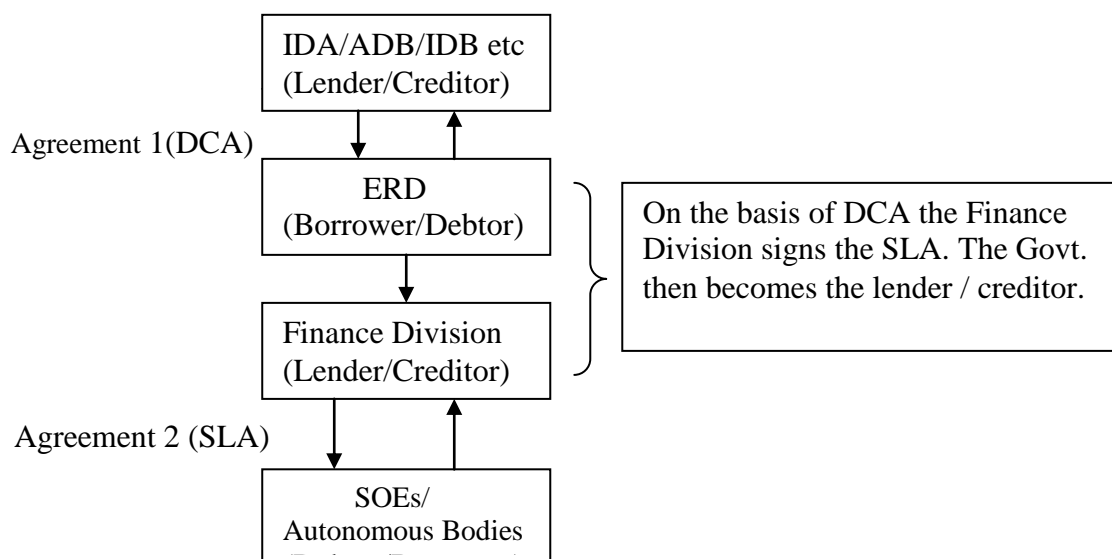 IDA/ADB/IDB etc
(Lender/Creditor)
Agreement 1(DCA)
ERD
(Borrower/Debtor)
On the basis of DCA the Finance
Division signs the SLA. The Govt.
then becomes the lender / creditor.
Finance Division
(Lender/Creditor)
Agreement 2 (SLA)
SOEs/
Autonomous Bodies